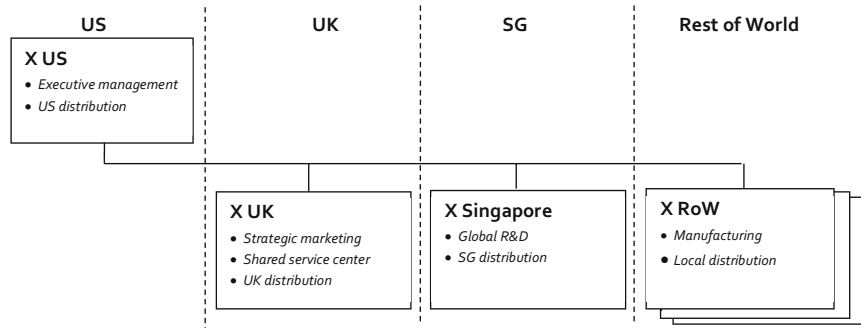 US
UK
SG
Rest of World
X US
• Executive management
• US distribution
X UK
• Strategic marketing
• Shared service center
• UK distribution
X Singapore
• Global R&D
• SG distribution
X RoW
• Manufacturing
• Local distribution